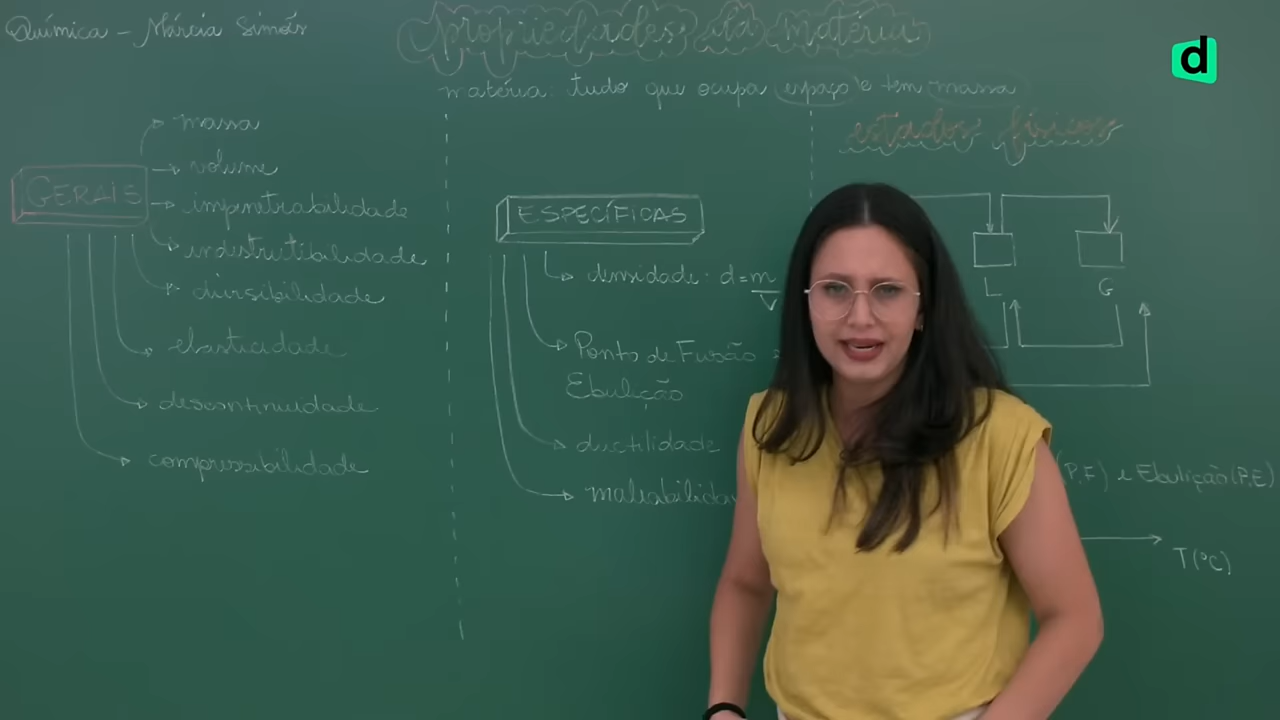 Química - Márcia Simões
propriedades da matéria
d
matéria: tudo que ocupa espaço e tem massa
GERAIS
massa
volume
impenetrabilidade
indestrutibilidade
divisibilidade
elasticidade
descontinuidade
compressibilidade
ESPECÍFICAS
densidade: d=m
V
Ponto de Fusão
Ebulição
ductilidade
estados físicos
L G
(P.F) e Ebulição (P.E)
T(°C)